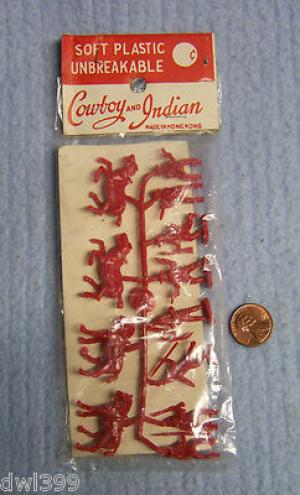 SOFT PLASTIC
UNBREAKABLE
¢
Cowboy AND Indian
MADE IN HONG KONG
dwl399